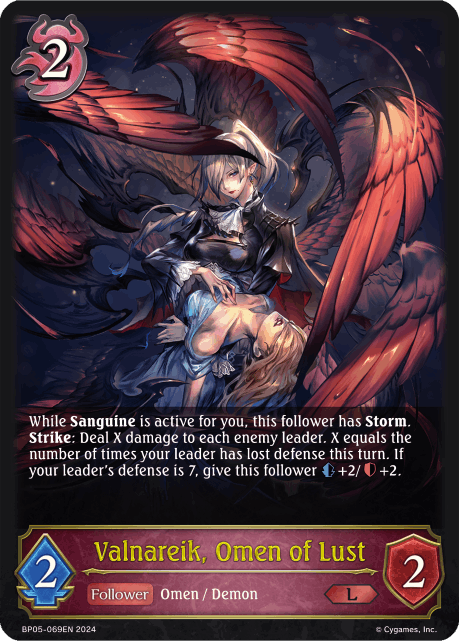 2
While Sanguine is active for you, this follower has Storm.
Strike: Deal X damage to each enemy leader. X equals the
number of times your leader has lost defense this turn. If
your leader's defense is 7, give this follower +2/ +2.
Valnareik, Omen of Lust
2
Follower Omen / Demon
L
2
BP05-069EN 2024
© Cygames, Inc.